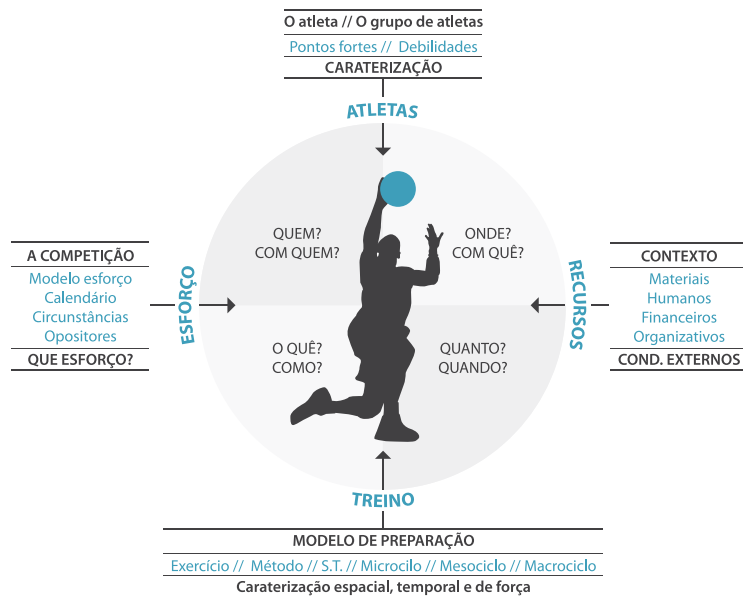 O atleta // O grupo de atletas
Pontos fortes // Debilidades
CARATERIZAÇÃO
ATLETAS
QUEM?
COM QUEM?
ONDE?
COM QUÊ?
A COMPETIÇÃO
Modelo esforço
Calendário
Circunstâncias
Opositores
QUE ESFORÇO?
ESFORÇO
RECURSOS
CONTEXTO
Materiais
Humanos
Financeiros
Organizativos
COND. EXTERNOS
O QUÊ?
COMO?
QUANTO?
QUANDO?
TREINO
MODELO DE PREPARAÇÃO
Exercício // Método // S.T. // Microcilo // Mesociclo // Macrociclo
Caraterização espacial, temporal e de força